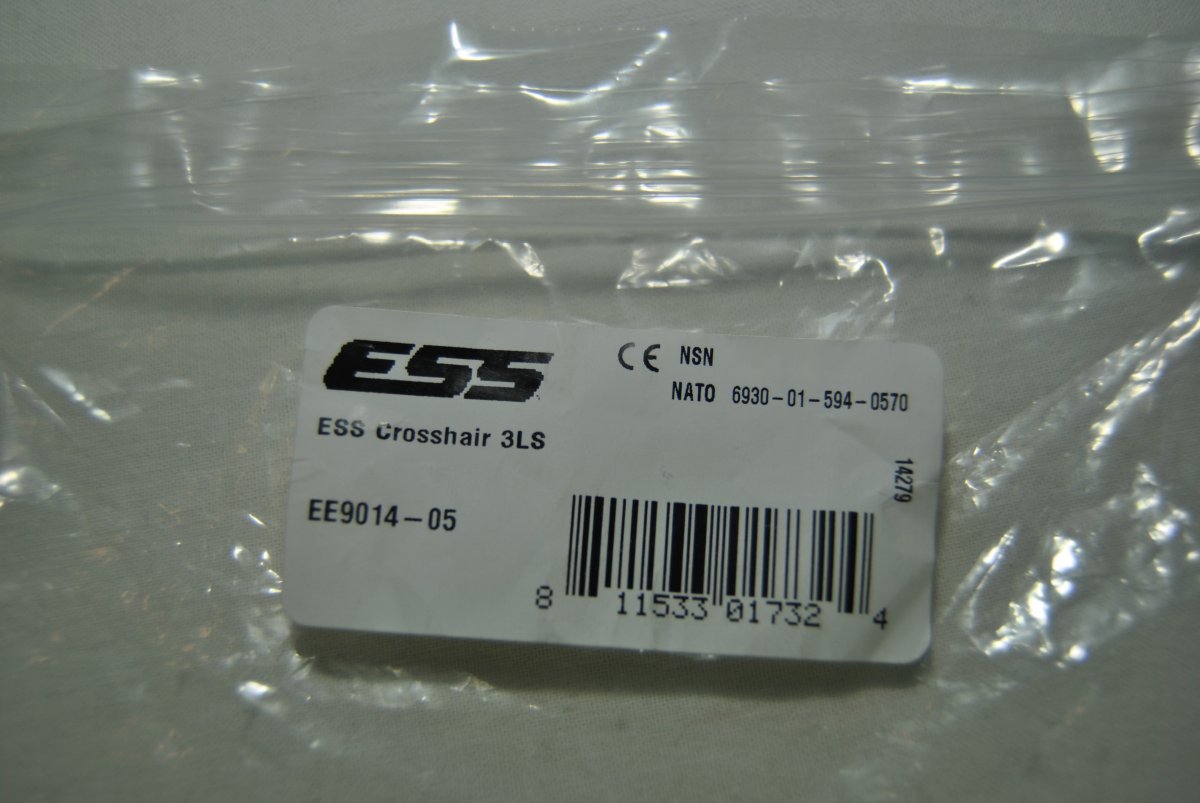 ESS
ESS Crosshair 3LS
EE9014-05
CE NSN
NATO 6930-01-594-0570
14279
8 11533 01732 4